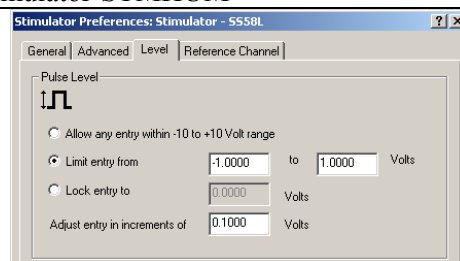 Stimulator Preferences: Stimulator - SS58L
General Advanced Level Reference Channel
Pulse Level
Allow any entry within -10 to +10 Volt range
Limit entry from -1.0000 to 1.0000 Volts
Lock entry to 0.0000 Volts
Adjust entry in increments of 0.1000 Volts